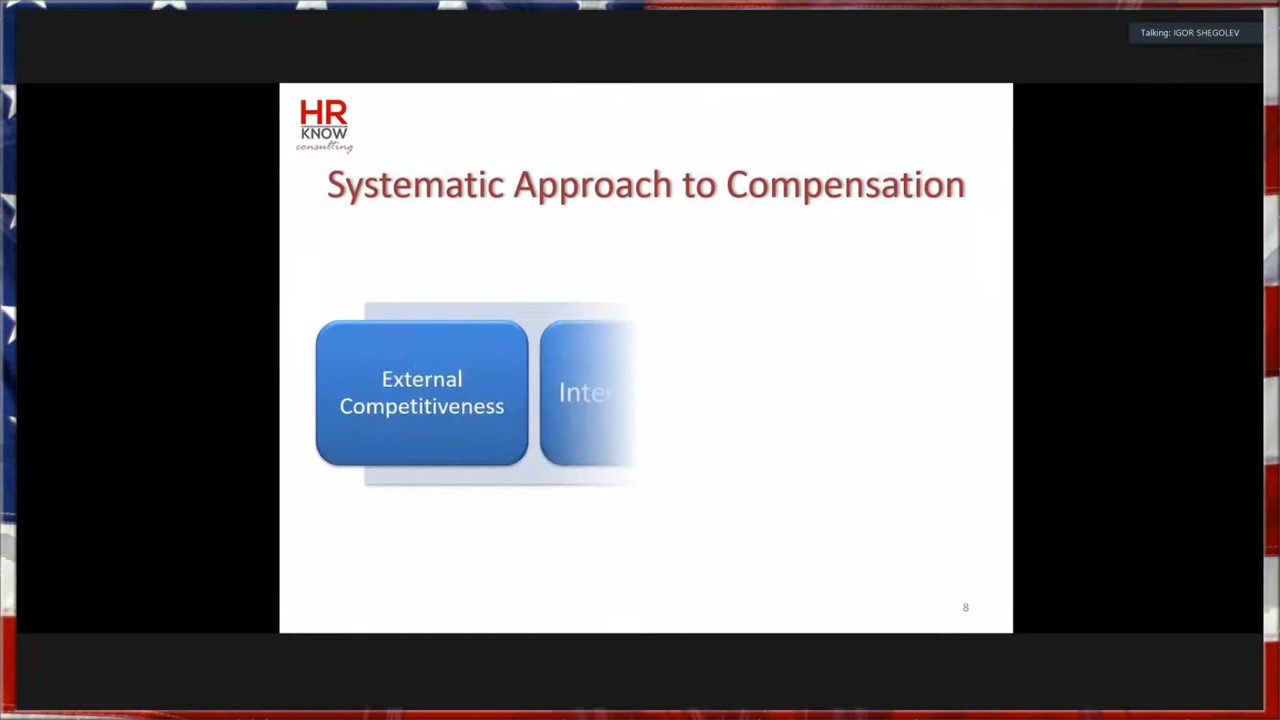 Talking: IGOR SHEGOLEV
HR
KNOW
consulting
Systematic Approach to Compensation
External
Competitiveness
Inte
8